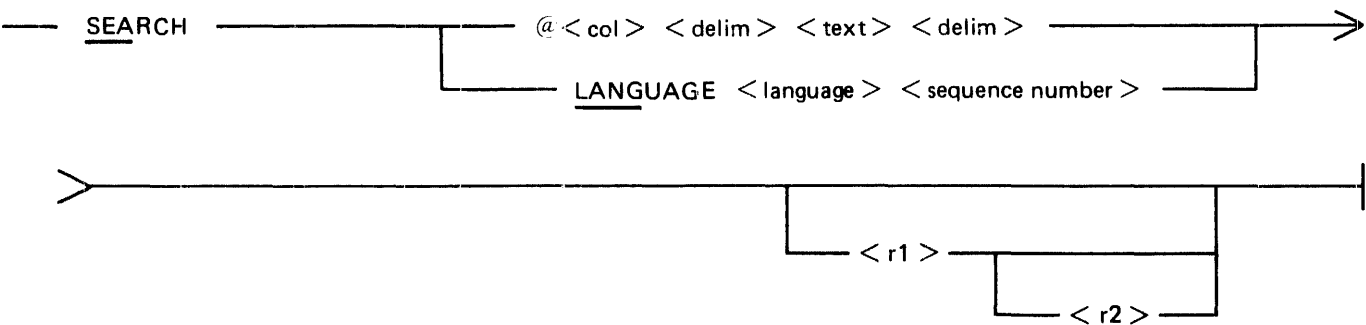 SEARCH @ < col > < delim > < text > < delim >
LANGUAGE < language > < sequence number >
< r1 >
< r2 >